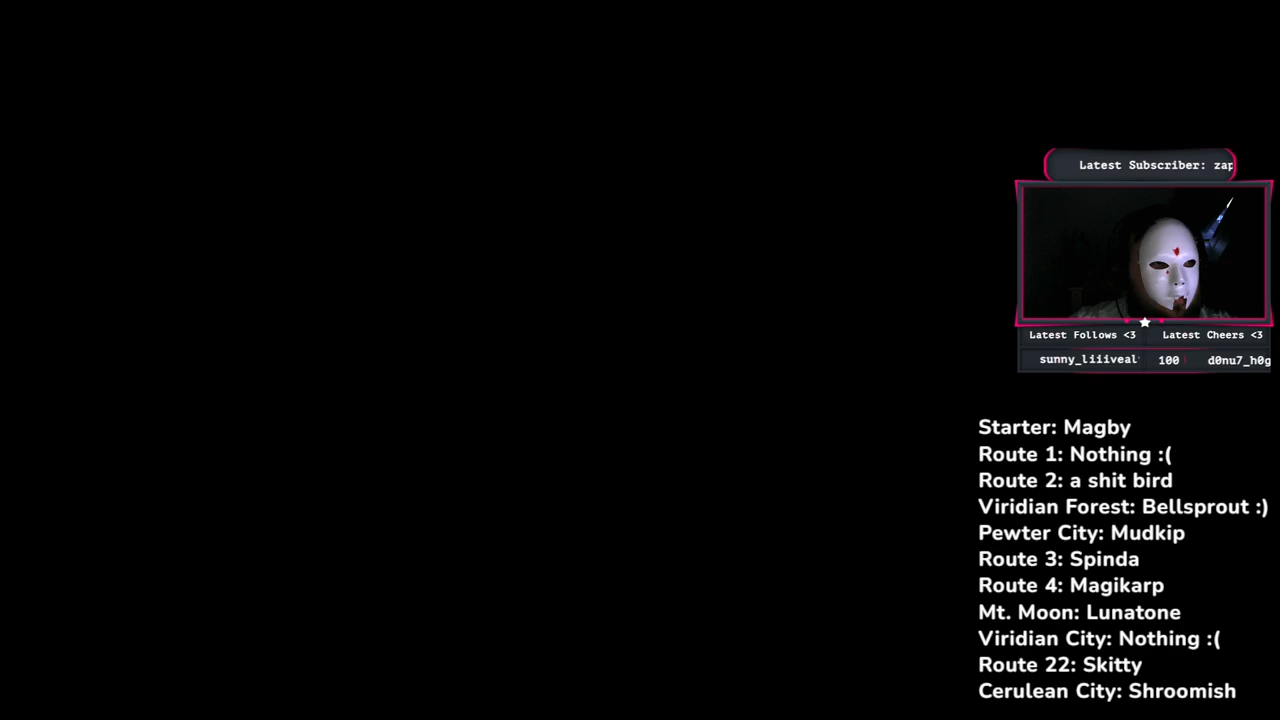 Latest Subscriber: zap
Latest Follows <3
Latest Cheers <3
sunny_liiiveal
100
d0nu7_h0g
Starter: Magby
Route 1: Nothing :(
Route 2: a shit bird
Viridian Forest: Bellsprout :)
Pewter City: Mudkip
Route 3: Spinda
Route 4: Magikarp
Mt. Moon: Lunatone
Viridian City: Nothing :(
Route 22: Skitty
Cerulean City: Shroomish